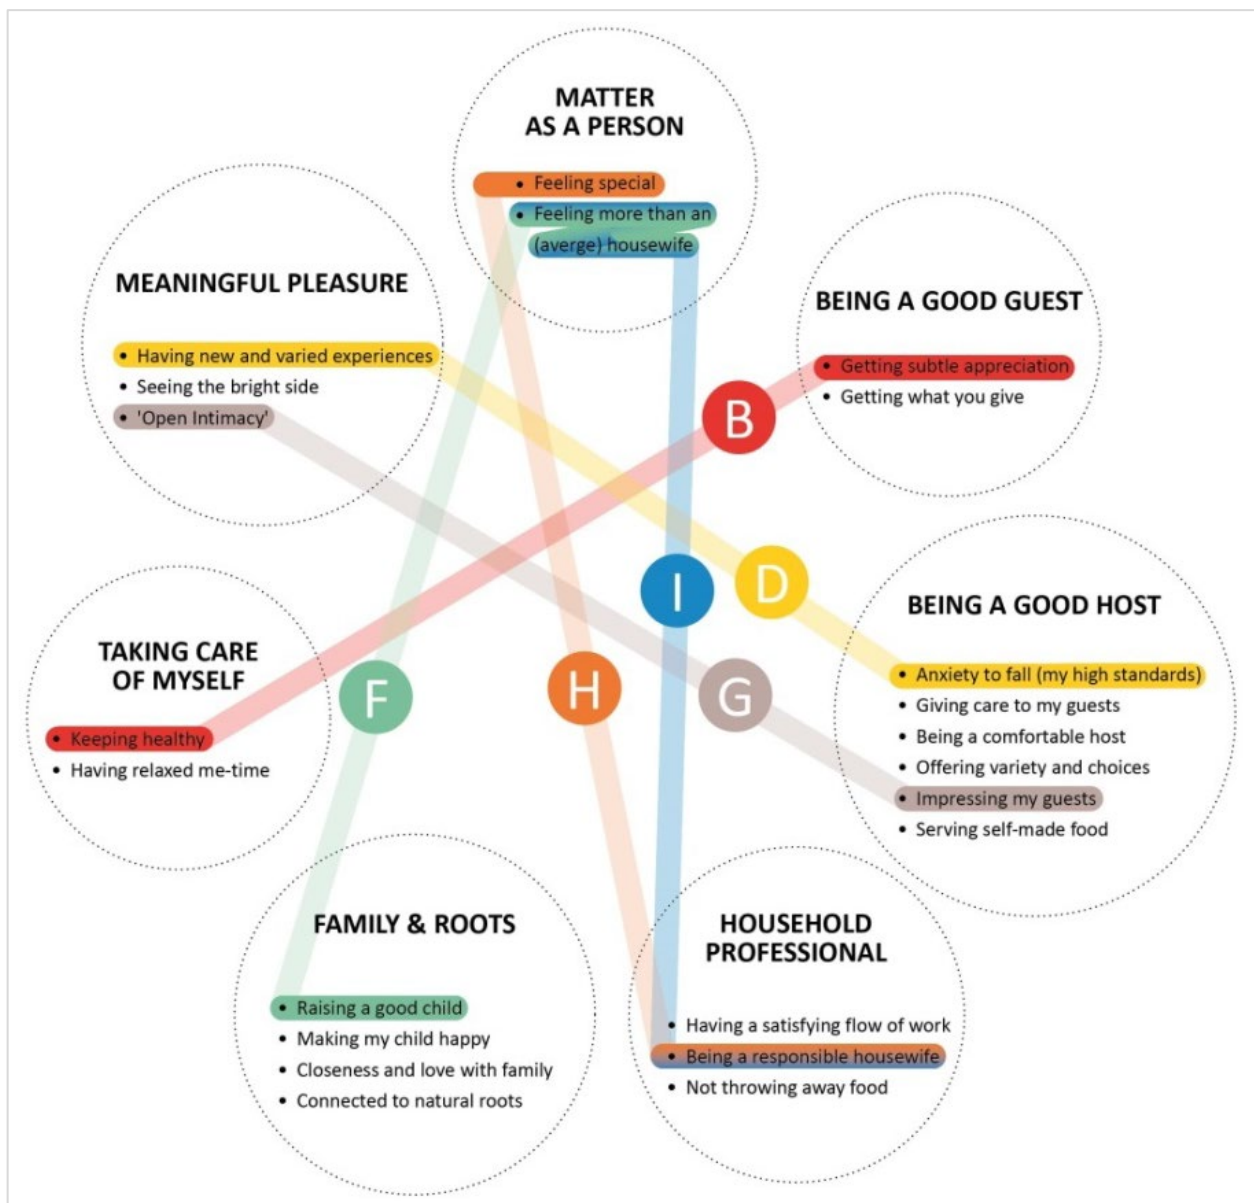 MATTER
AS A PERSON
• Feeling special
• Feeling more than an
(averge) housewife
MEANINGFUL PLEASURE
• Having new and varied experiences
• Seeing the bright side
• 'Open Intimacy'
BEING A GOOD GUEST
• Getting subtle appreciation
• Getting what you give
B
I
D
BEING A GOOD HOST
• Anxiety to fall (my high standards)
• Giving care to my guests
• Being a comfortable host
• Offering variety and choices
• Impressing my guests
• Serving self-made food
TAKING CARE
OF MYSELF
• Keeping healthy
• Having relaxed me-time
F
H
G
FAMILY & ROOTS
• Raising a good child
• Making my child happy
• Closeness and love with family
• Connected to natural roots
HOUSEHOLD
PROFESSIONAL
• Having a satisfying flow of work
• Being a responsible housewife
• Not throwing away food